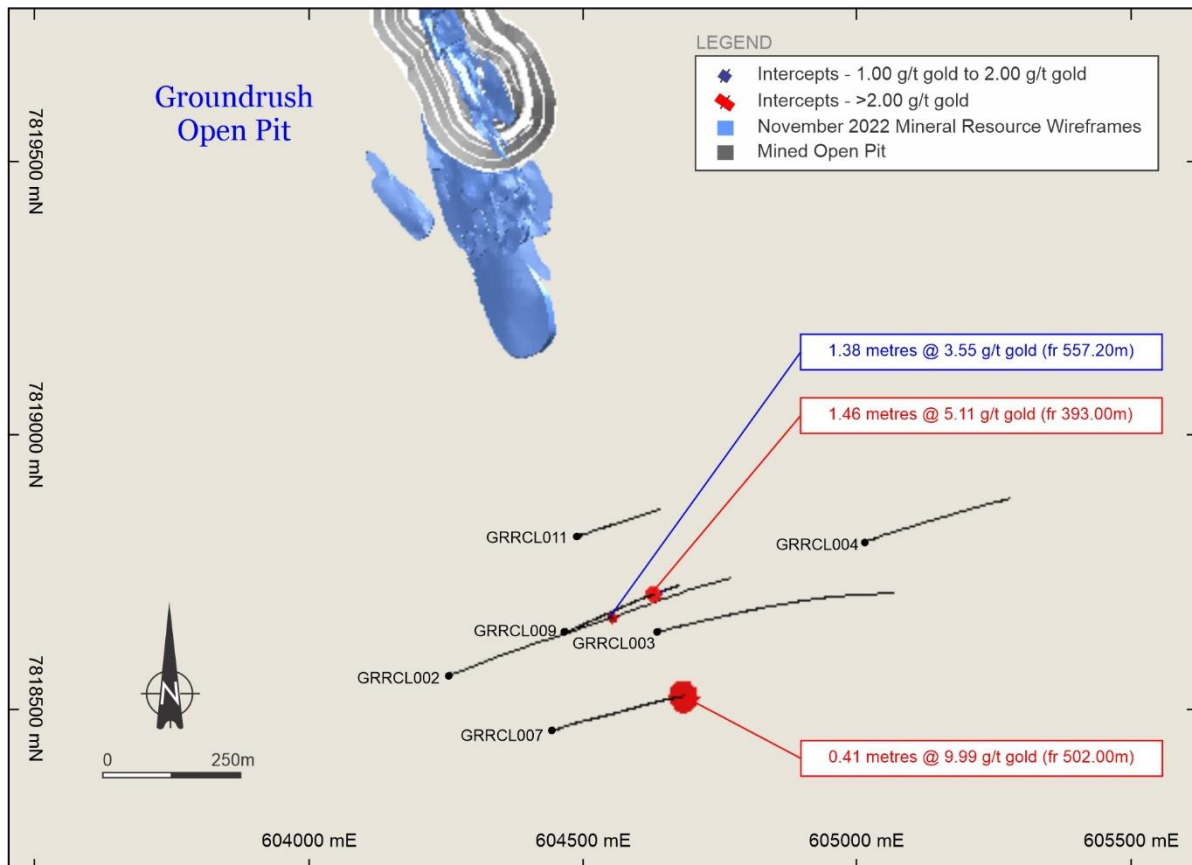 LEGEND
Intercepts - 1.00 g/t gold to 2.00 g/t gold
Intercepts - >2.00 g/t gold
November 2022 Mineral Resource Wireframes
Mined Open Pit
Groundrush
Open Pit
7819500 mN
7819000 mN
7818500 mN
1.38 metres @ 3.55 g/t gold (fr 557.20m)
1.46 metres @ 5.11 g/t gold (fr 393.00m)
GRRCL011
GRRCL004
GRRCL009
GRRCL003
GRRCL002
GRRCL007
0.41 metres @ 9.99 g/t gold (fr 502.00m)
N
0 250m
604000 mE 604500 mE 605000 mE 605500 mE